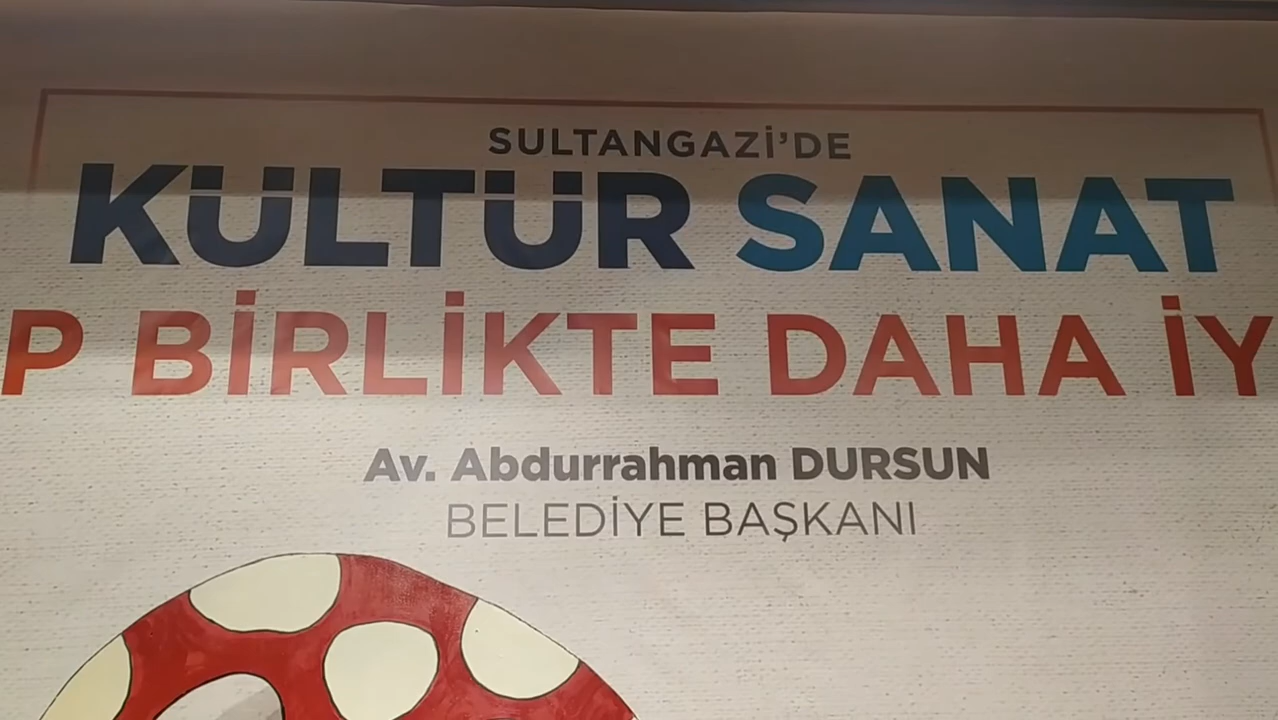 SULTANGAZİ'DE
KÜLTÜR SANAT
P BİRLİKTE DAHA İY
Av. Abdurrahman DURSUN
BELEDİYE BAŞKANI